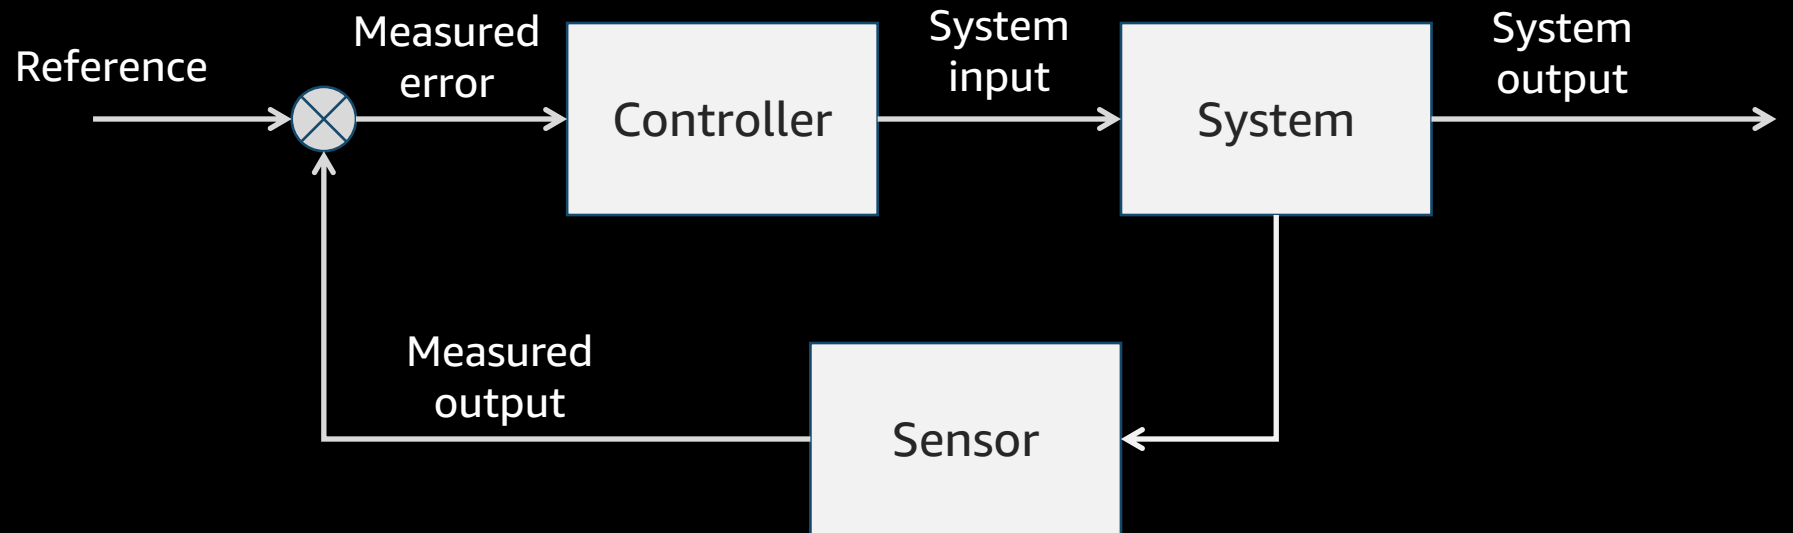 Reference
Measured
error
Controller
System
input
System
System
output
Measured
output
Sensor